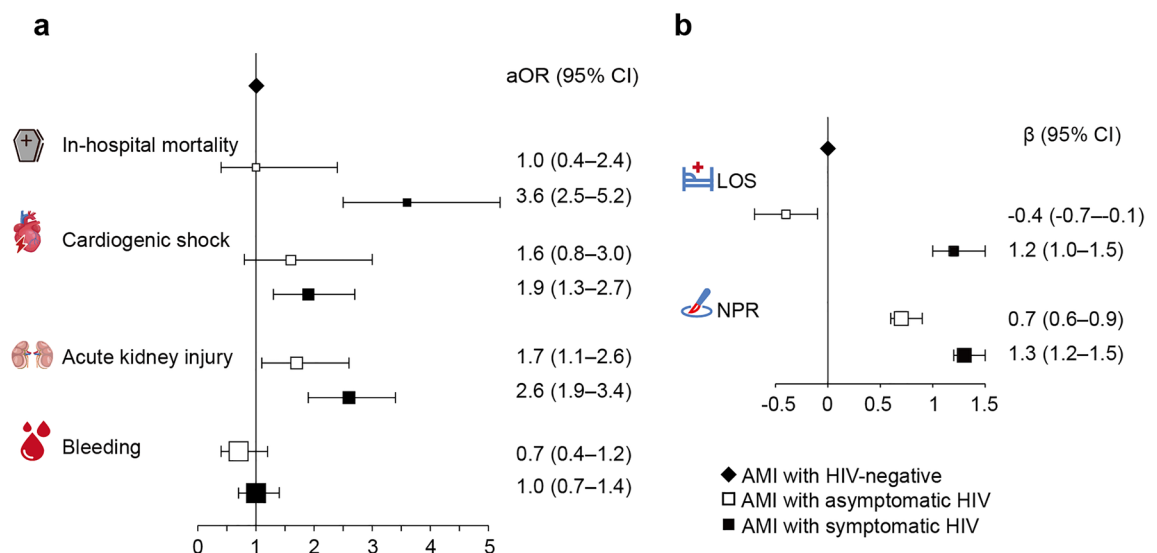 a
aOR (95% CI)
In-hospital mortality
1.0 (0.4–2.4)
3.6 (2.5–5.2)
Cardiogenic shock
1.6 (0.8–3.0)
1.9 (1.3–2.7)
Acute kidney injury
1.7 (1.1–2.6)
2.6 (1.9–3.4)
Bleeding
0.7 (0.4–1.2)
1.0 (0.7–1.4)
0 1 2 3 4 5
b
β (95% CI)
LOS
-0.4 (-0.7–-0.1)
1.2 (1.0–1.5)
NPR
0.7 (0.6–0.9)
1.3 (1.2–1.5)
-0.5 0 0.5 1 1.5
AMI with HIV-negative
AMI with asymptomatic HIV
AMI with symptomatic HIV